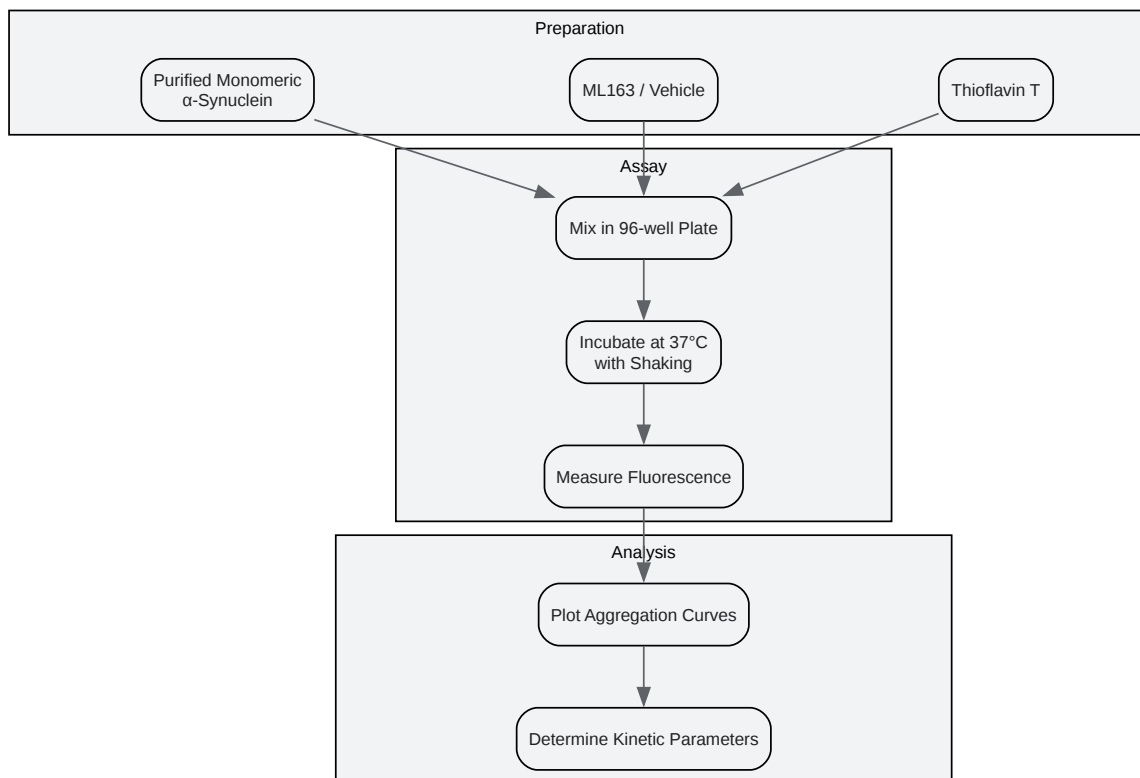 Preparation
Purified Monomeric
α-Synuclein
ML163 / Vehicle
Thioflavin T
Assay
Mix in 96-well Plate
Incubate at 37°C
with Shaking
Measure Fluorescence
Analysis
Plot Aggregation Curves
Determine Kinetic Parameters